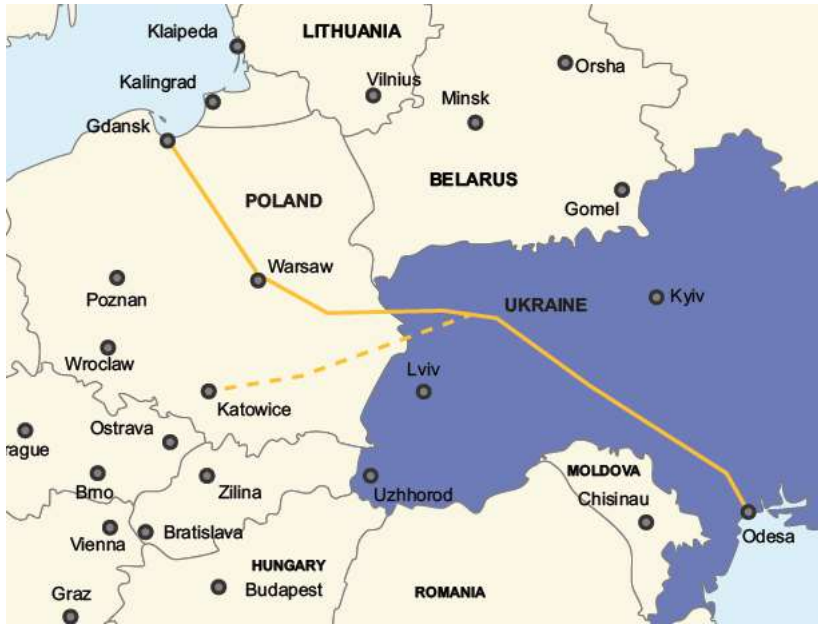 Klaipeda
LITHUANIA
Orsha
Kalingrad
Vilnius
Minsk
Gdansk
BELARUS
POLAND
Gomel
Warsaw
Poznan
UKRAINE
Kyiv
Wroclaw
Lviv
Katowice
Ostrava
rague
MOLDOVA
Brno
Zilina
Uzhhorod
Chisinau
Vienna
Bratislava
Odesa
HUNGARY
Graz
Budapest
ROMANIA